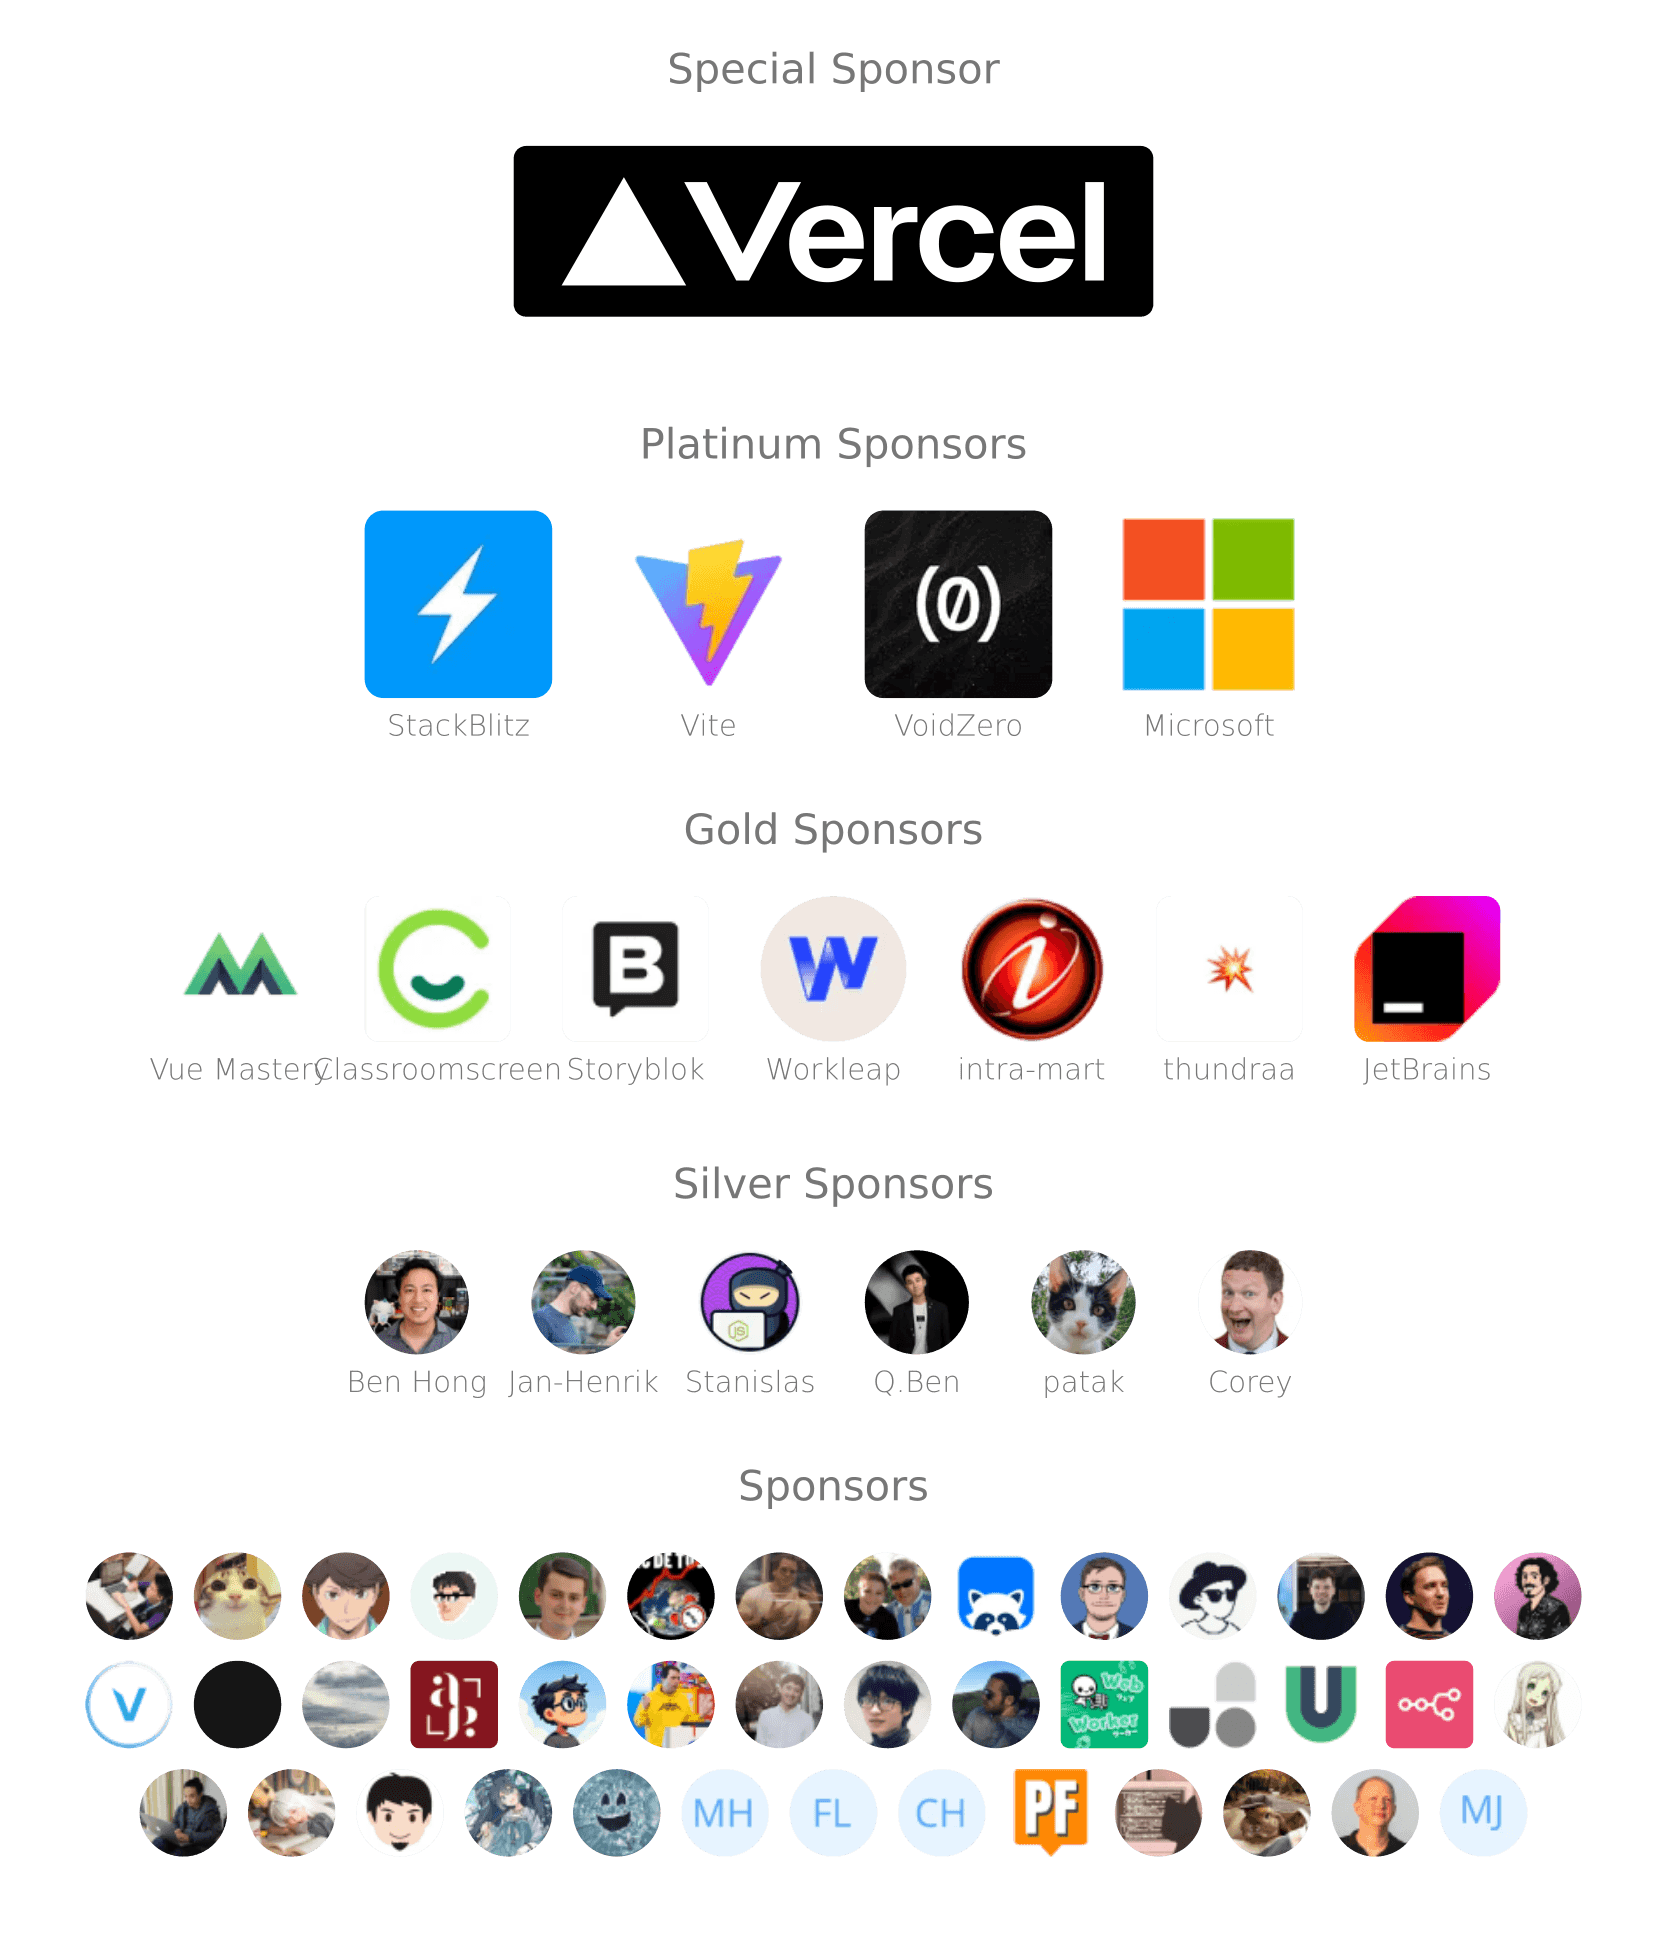 Special Sponsor
Vercel
Platinum Sponsors
(0)
StackBlitz Vite VoidZero Microsoft
Gold Sponsors
B W i
Vue Mastery Classroomscreen Storyblok Workleap intra-mart thundraa JetBrains
Silver Sponsors
JS
Ben Hong Jan-Henrik Stanislas Q.Ben patak Corey
Sponsors
V Web
Worker U
MH FL CH PF MJ